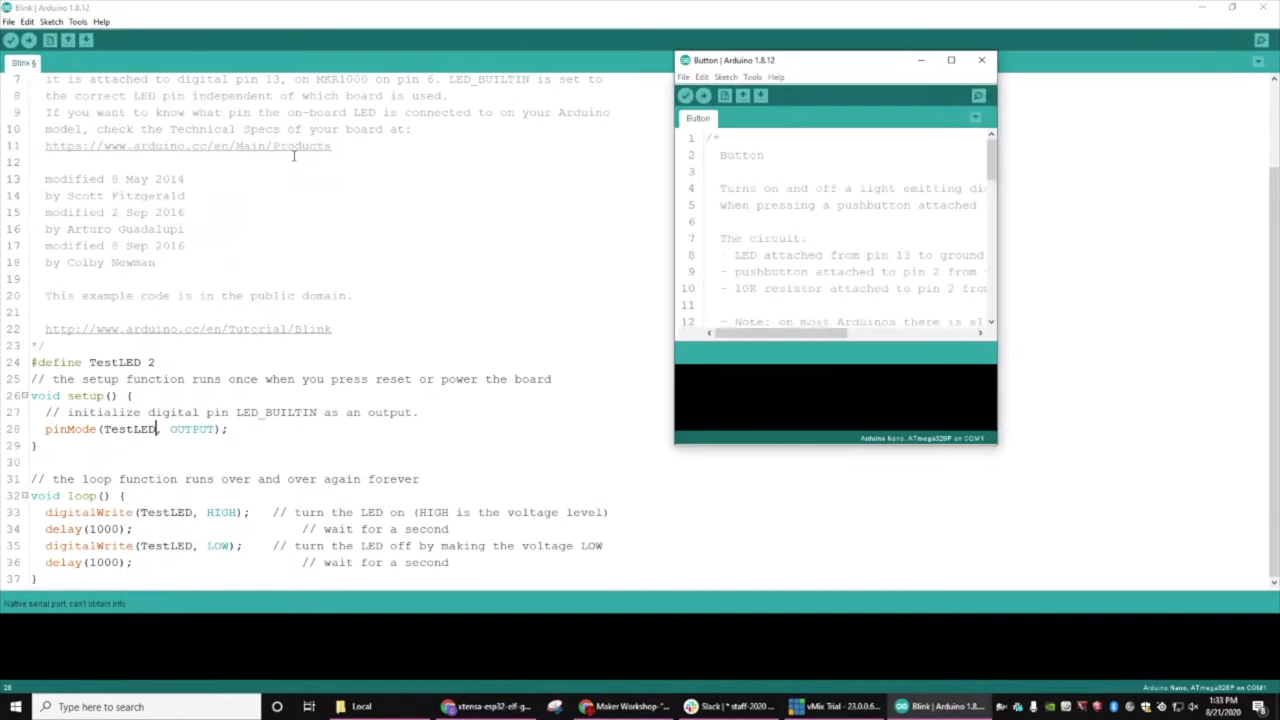 Blink | Arduino 1.8.12
File Edit Sketch Tools Help
Blink §
7 it is attached to digital pin 13, on MKR1000 on pin 6. LED_BUILTIN is set to
8 the correct LED pin independent of which board is used.
9 If you want to know what pin the on-board LED is connected to on your Arduino
10 model, check the Technical Specs of your board at:
11 https://www.arduino.cc/en/Main/Products
12
13 modified 8 May 2014
14 by Scott Fitzgerald
15 modified 2 Sep 2016
16 by Arturo Guadalupi
17 modified 8 Sep 2016
18 by Colby Newman
19
20 This example code is in the public domain.
21
22 http://www.arduino.cc/en/Tutorial/Blink
23 */
24 #define TestLED 2
25 // the setup function runs once when you press reset or power the board
26 void setup() {
27 // initialize digital pin LED_BUILTIN as an output.
28 pinMode(TestLED, OUTPUT);
29 }
30
31 // the loop function runs over and over again forever
32 void loop() {
33 digitalWrite(TestLED, HIGH); // turn the LED on (HIGH is the voltage level)
34 delay(1000); // wait for a second
35 digitalWrite(TestLED, LOW); // turn the LED off by making the voltage LOW
36 delay(1000); // wait for a second
37 }
Native serial port, can't obtain info
28
Arduino Nano, ATmega328P on COM1
Button | Arduino 1.8.12
File Edit Sketch Tools Help
Button
1 /*
2 Button
3
4 Turns on and off a light emitting di
5 when pressing a pushbutton attached
6
7 The circuit:
8 - LED attached from pin 13 to ground
9 - pushbutton attached to pin 2 from
10 - 10K resistor attached to pin 2 from
11
12 - Note: on most Arduinos there is al
Arduino Nano, ATmega328P on COM1
Type here to search
Local
xtensa-esp32-elf-g...
Maker Workshop-"...
Slack | * staff-2020 ...
vMix Trial - 23.0.0.6...
Blink | Arduino 1.8....
1:33 PM
8/21/2020